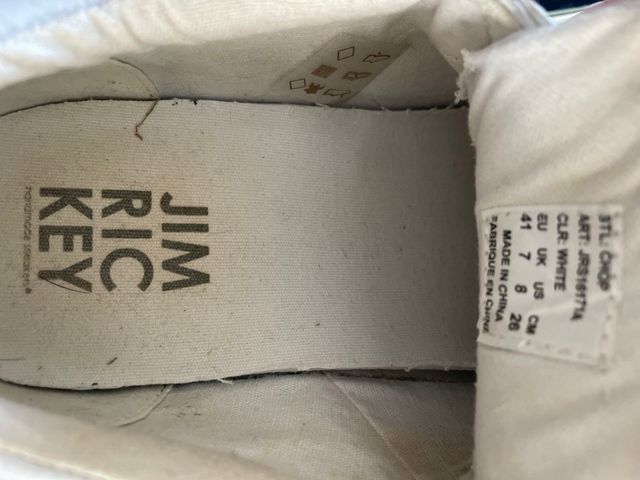 JIM
RIC
KEY
STL: CHOP
ART: JRS16171A
CLR: WHITE
EU UK US CM
41 7 8 26
MADE IN CHINA
FABRIQUE EN CHINE